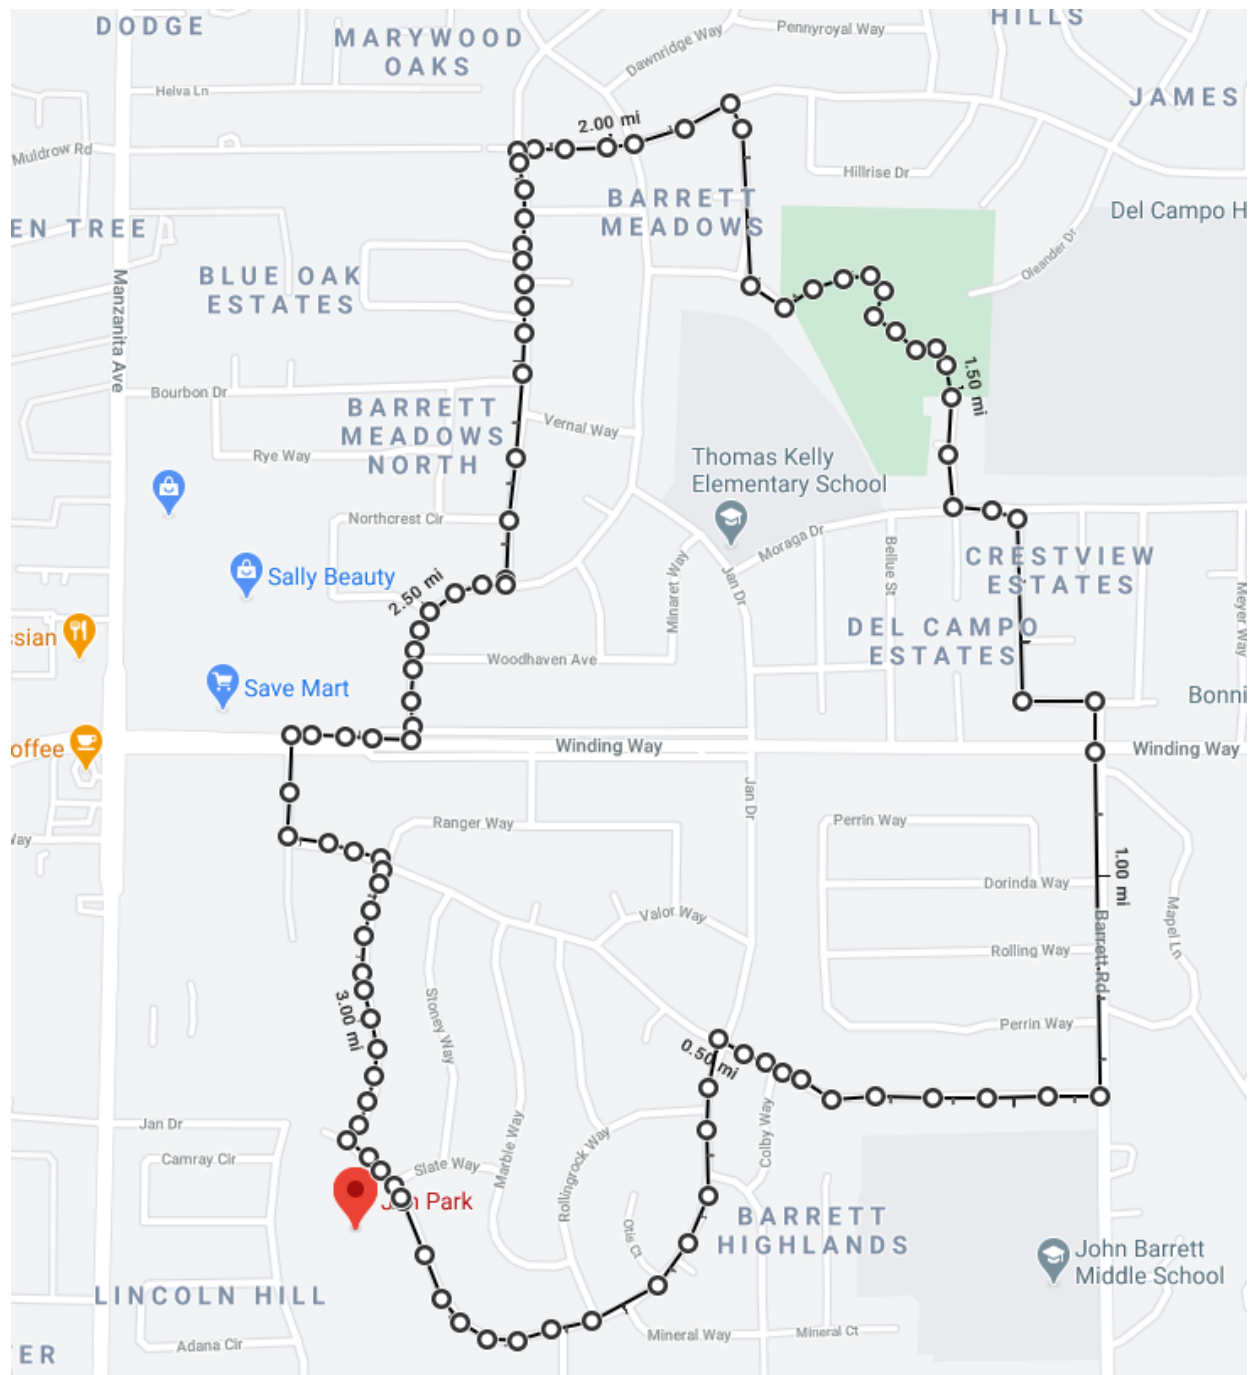 DODGE
MARYWOOD
OAKS
Dawnridge Way
Pennyroyal Way
HILLS
Helva Ln
JAMES
2.00 mi
Muldrow Rd
Hillrise Dr
BARRETT
MEADOWS
Del Campo H
EN TREE
Oleander Dr
BLUE OAK
ESTATES
Manzanita Ave
1.50 mi
Bourbon Dr
BARRETT
MEADOWS
NORTH
Vernal Way
Rye Way
Thomas Kelly
Elementary School
Northcrest Cir
Moraga Dr
Bellue St
CRESTVIEW
ESTATES
Sally Beauty
2.50 mi
Minaret Way
Jan Dr
Meyer Way
ssian
DEL CAMPO
ESTATES
Woodhaven Ave
Save Mart
Bonni
offee
Winding Way
Winding Way
Jan Dr
Ranger Way
Perrin Way
Way
1.00 mi
Dorinda Way
Valor Way
Barrett Rd
Mapel Ln
Rolling Way
Stoney Way
3.00 mi
Perrin Way
0.50 mi
Jan Dr
Camray Cir
Colby Way
Marble Way
Rollingrock Way
Slate Way
Park
Otis Ct
BARRETT
HIGHLANDS
John Barrett
Middle School
LINCOLN HILL
Mineral Way
Mineral Ct
Adana Cir
ER